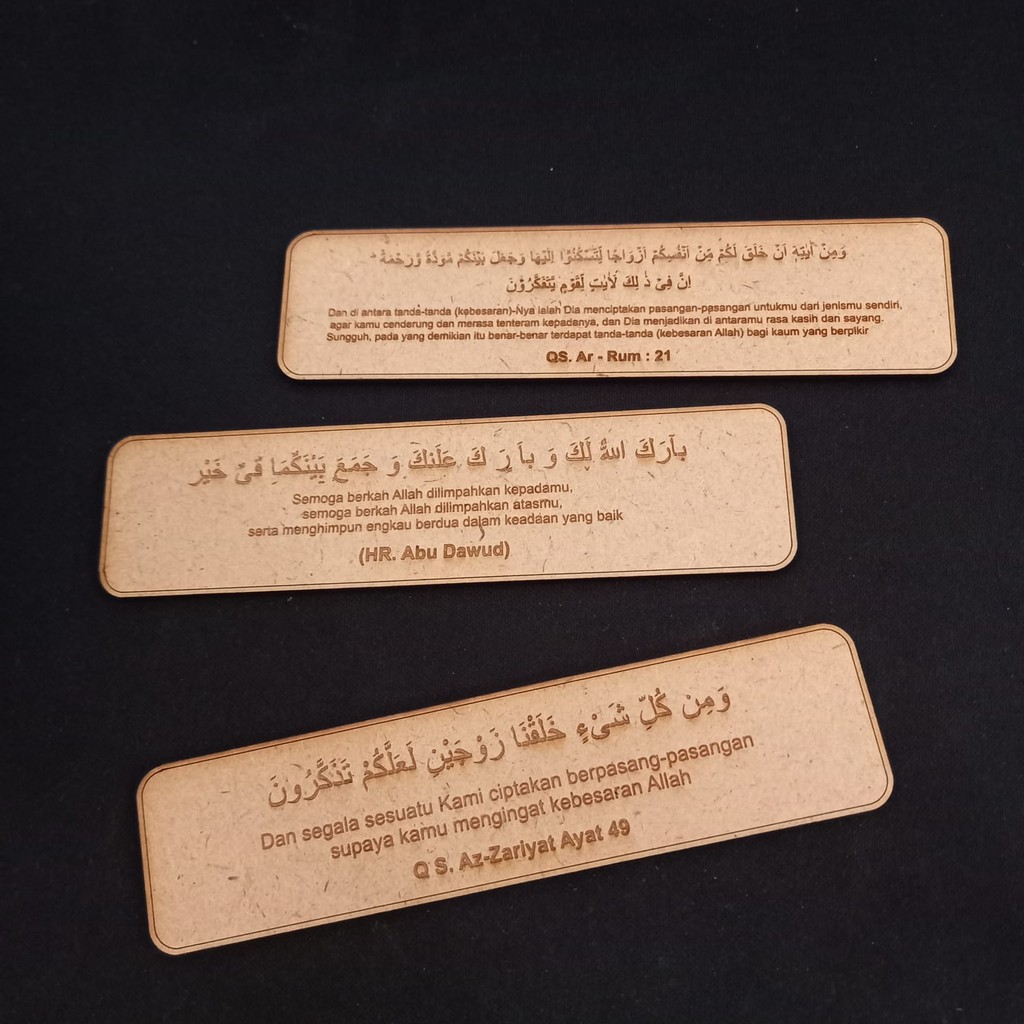 وَمِنْ اٰيٰتِهٖٓ اَنْ خَلَقَ لَكُمْ مِّنْ اَنْفُسِكُمْ اَزْوَاجًا لِّتَسْكُنُوْٓا اِلَيْهَا وَجَعَلَ بَيْنَكُمْ مَّوَدَّةً وَّرَحْمَةً ۗ
اِنَّ فِيْ ذٰ لِكَ لَاٰيٰتٍ لِّقَوْمٍ يَّتَفَكَّرُوْنَ
Dan di antara tanda-tanda (kebesaran)-Nya ialah Dia menciptakan pasangan-pasangan untukmu dari jenismu sendiri,
agar kamu cenderung dan merasa tenteram kepadanya, dan Dia menjadikan di antaramu rasa kasih dan sayang.
Sungguh, pada yang demikian itu benar-benar terdapat tanda-tanda (kebesaran Allah) bagi kaum yang berpikir
QS. Ar - Rum : 21
بَارَكَ اللهُ لَكَ وَ بَا رَ كَ عَلَنكَ وَ جَمَعَ بَيْنَكُمَا فِيْ خَيْرِ
Semoga berkah Allah dilimpahkan kepadamu,
semoga berkah Allah dilimpahkan atasmu,
serta menghimpun engkau berdua dalam keadaan yang baik
(HR. Abu Dawud)
وَمِن كُلِّ شَىْءٍ خَلَقْنَا زَوْجَيْنِ لَعَلَّكُمْ تَذَكَّرُونَ
Dan segala sesuatu Kami ciptakan berpasang-pasangan
supaya kamu mengingat kebesaran Allah
Q S. Az-Zariyat Ayat 49